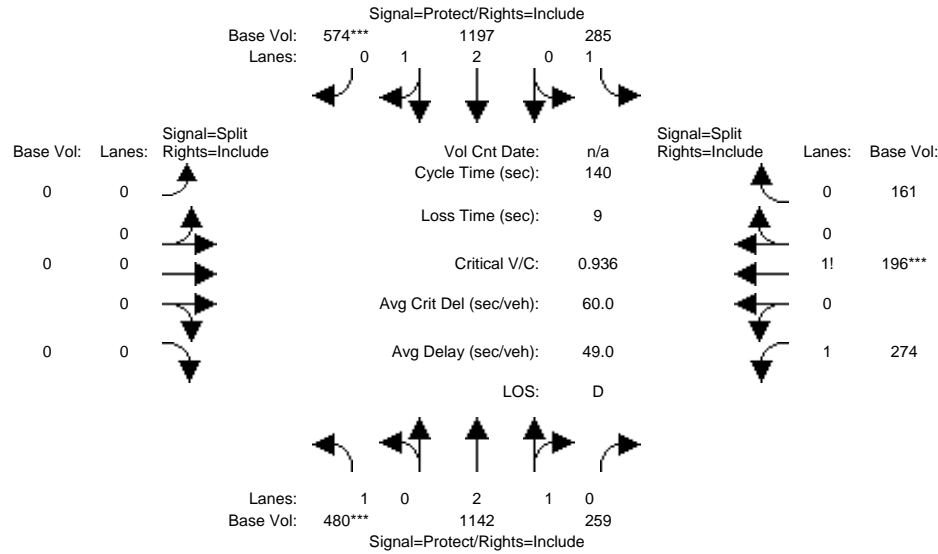 Signal=Protect/Rights=Include
Base Vol: 574*** 1197 285
Lanes: 0 1 2 0 1
Signal=Split
Base Vol: Lanes: Rights=Include
Vol Cnt Date: n/a
Signal=Split
Rights=Include Lanes: Base Vol:
Cycle Time (sec): 140
0 0
0 161
Loss Time (sec): 9
0
0
0 0
Critical V/C: 0.936
1! 196***
0
Avg Crit Del (sec/veh): 60.0
0
0 0
Avg Delay (sec/veh): 49.0
1 274
LOS: D
Lanes: 1 0 2 1 0
Base Vol: 480*** 1142 259
Signal=Protect/Rights=Include